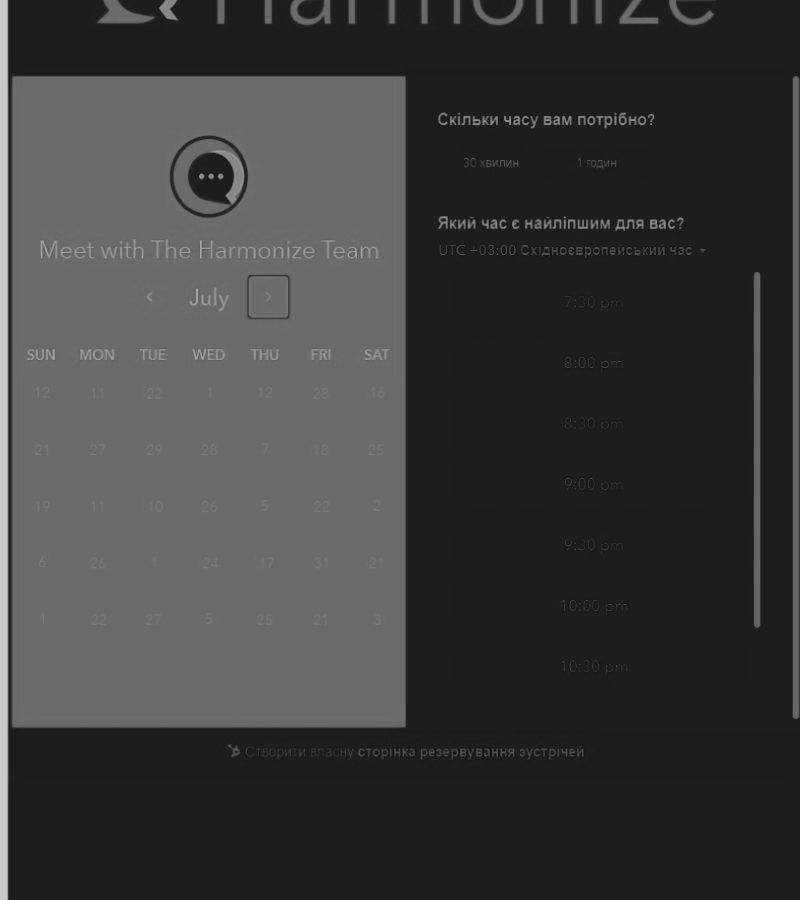 Harmonize
Meet with The Harmonize Team
July
SUN MON TUE WED THU FRI SAT
12 11 22 1 12 28 16
21 27 29 28 7 18 25
19 11 10 26 5 22 2
6 26 1 24 17 31 21
1 22 27 5 25 21 3
Скільки часу вам потрібно?
30 хвилин 1 годин
Який час є найліпшим для вас?
UTC +03:00 Східноєвропейський час
7:30 pm
8:00 pm
8:30 pm
9:00 pm
9:30 pm
10:00 pm
10:30 pm
Створити власну сторінка резервування зустрічей